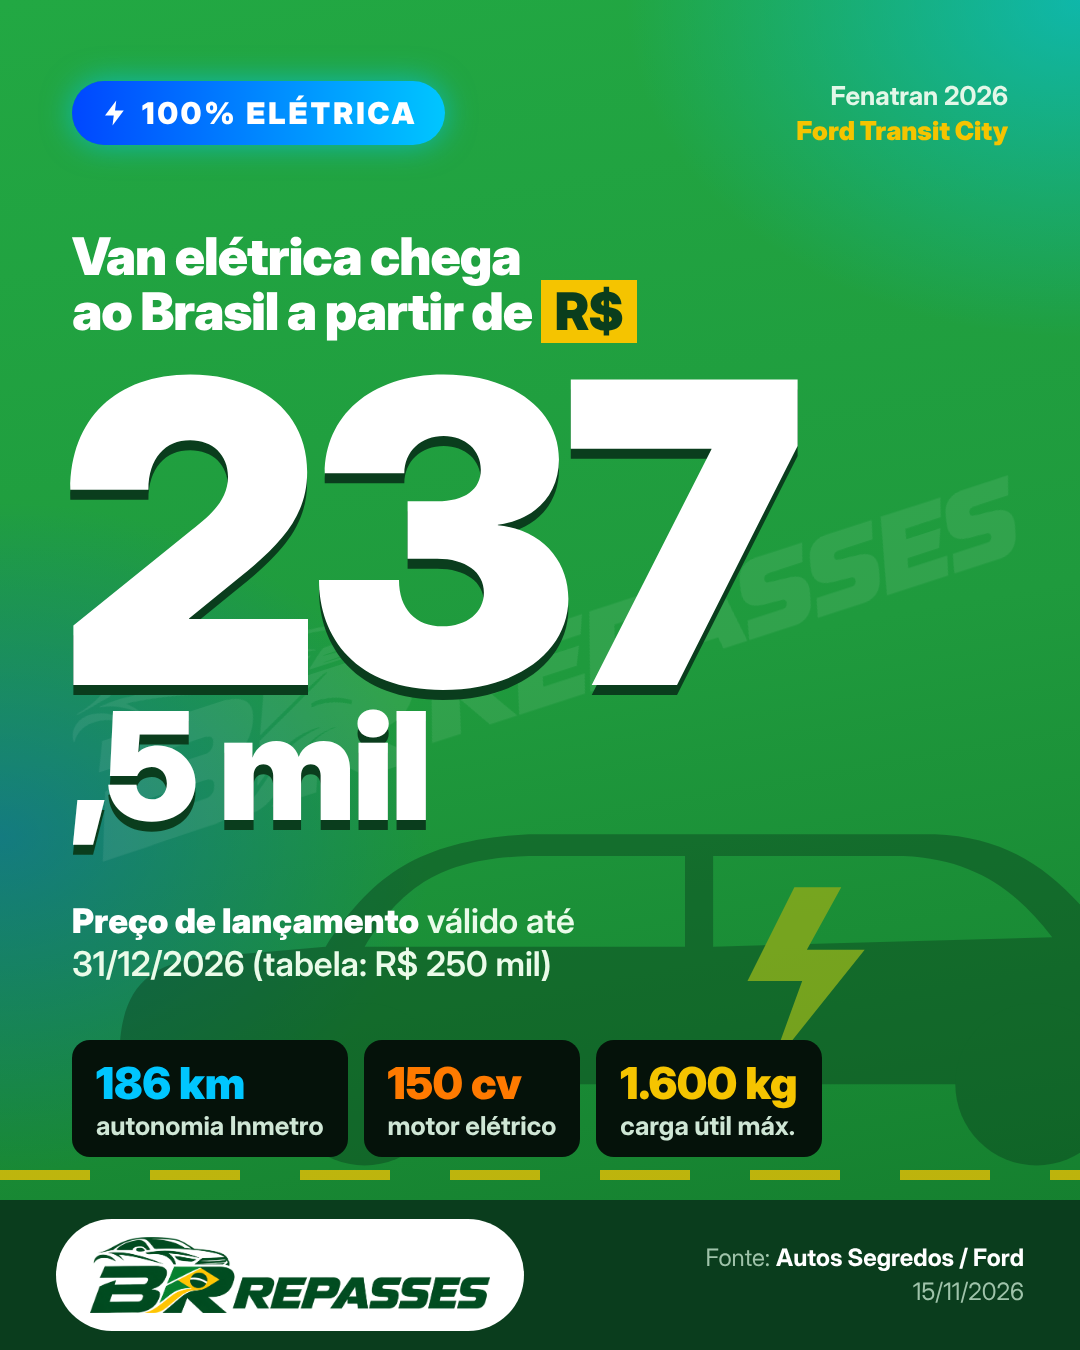 100% ELÉTRICA
Fenatran 2026
Ford Transit City
Van elétrica chega
ao Brasil a partir de R$
237
,5 mil
BR REPASSES
Preço de lançamento válido até
31/12/2026 (tabela: R$ 250 mil)
186 km
autonomia Inmetro
150 cv
motor elétrico
1.600 kg
carga útil máx.
BR REPASSES
Fonte: Autos Segredos / Ford
15/11/2026